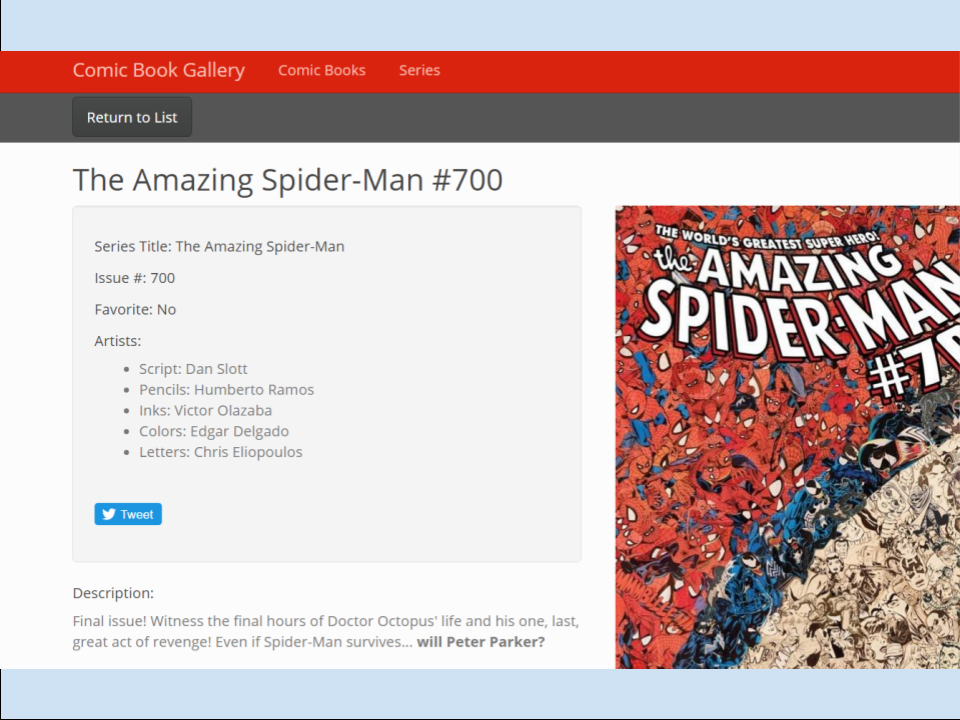 Comic Book Gallery Comic Books Series
Return to List
The Amazing Spider-Man #700
Series Title: The Amazing Spider-Man
Issue #: 700
Favorite: No
Artists:
Script: Dan Slott
Pencils: Humberto Ramos
Inks: Victor Olazaba
Colors: Edgar Delgado
Letters: Chris Eliopoulos
Tweet
Description:
Final issue! Witness the final hours of Doctor Octopus' life and his one, last,
great act of revenge! Even if Spider-Man survives... will Peter Parker?
THE WORLD'S GREATEST SUPER HERO!
the AMAZING
SPIDER-MAN